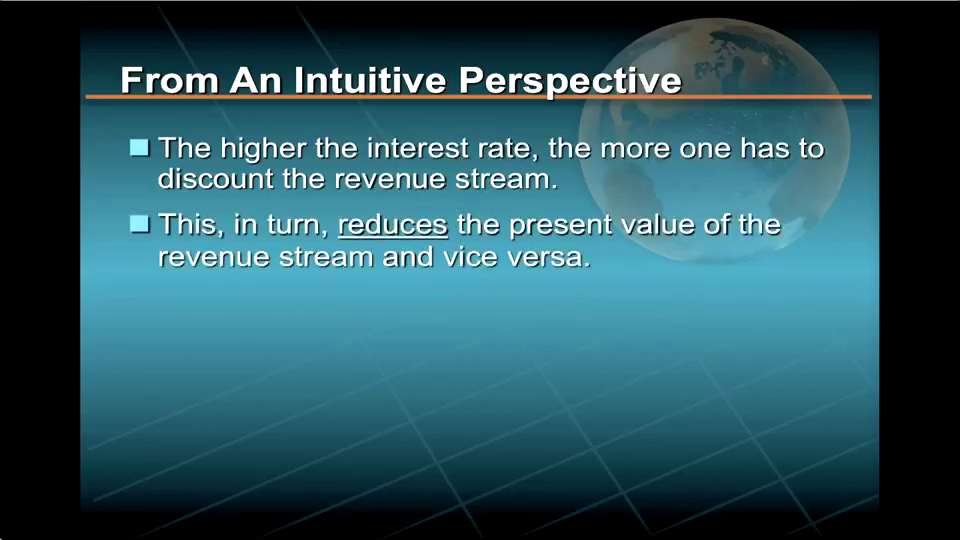 From An Intuitive Perspective
The higher the interest rate, the more one has to
discount the revenue stream.
This, in turn, reduces the present value of the
revenue stream and vice versa.